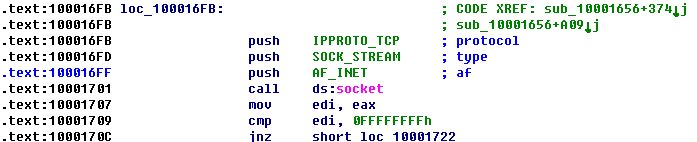 .text:100016FB loc_100016FB: ; CODE XREF: sub_10001656+374↓j
.text:100016FB ; sub_10001656+A09↓j
.text:100016FB push IPPROTO_TCP ; protocol
.text:100016FD push SOCK_STREAM ; type
.text:100016FF push AF_INET ; af
.text:10001701 call ds:socket
.text:10001707 mov edi, eax
.text:10001709 cmp edi, 0FFFFFFFFh
.text:1000170C jnz short loc_10001722